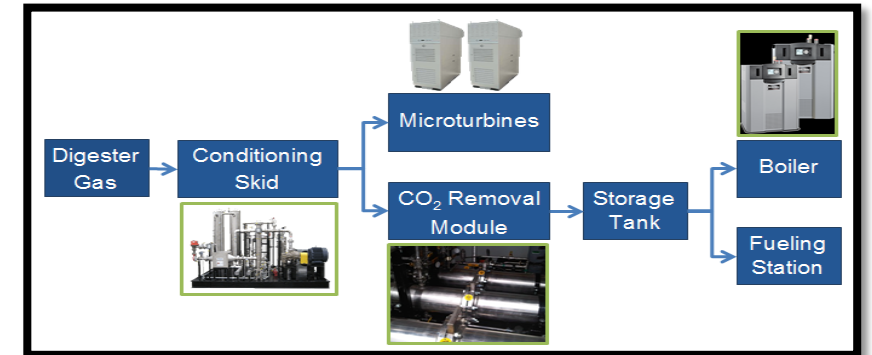 Digester
Gas
Conditioning
Skid
Microturbines
CO₂ Removal
Module
Storage
Tank
Boiler
Fueling
Station